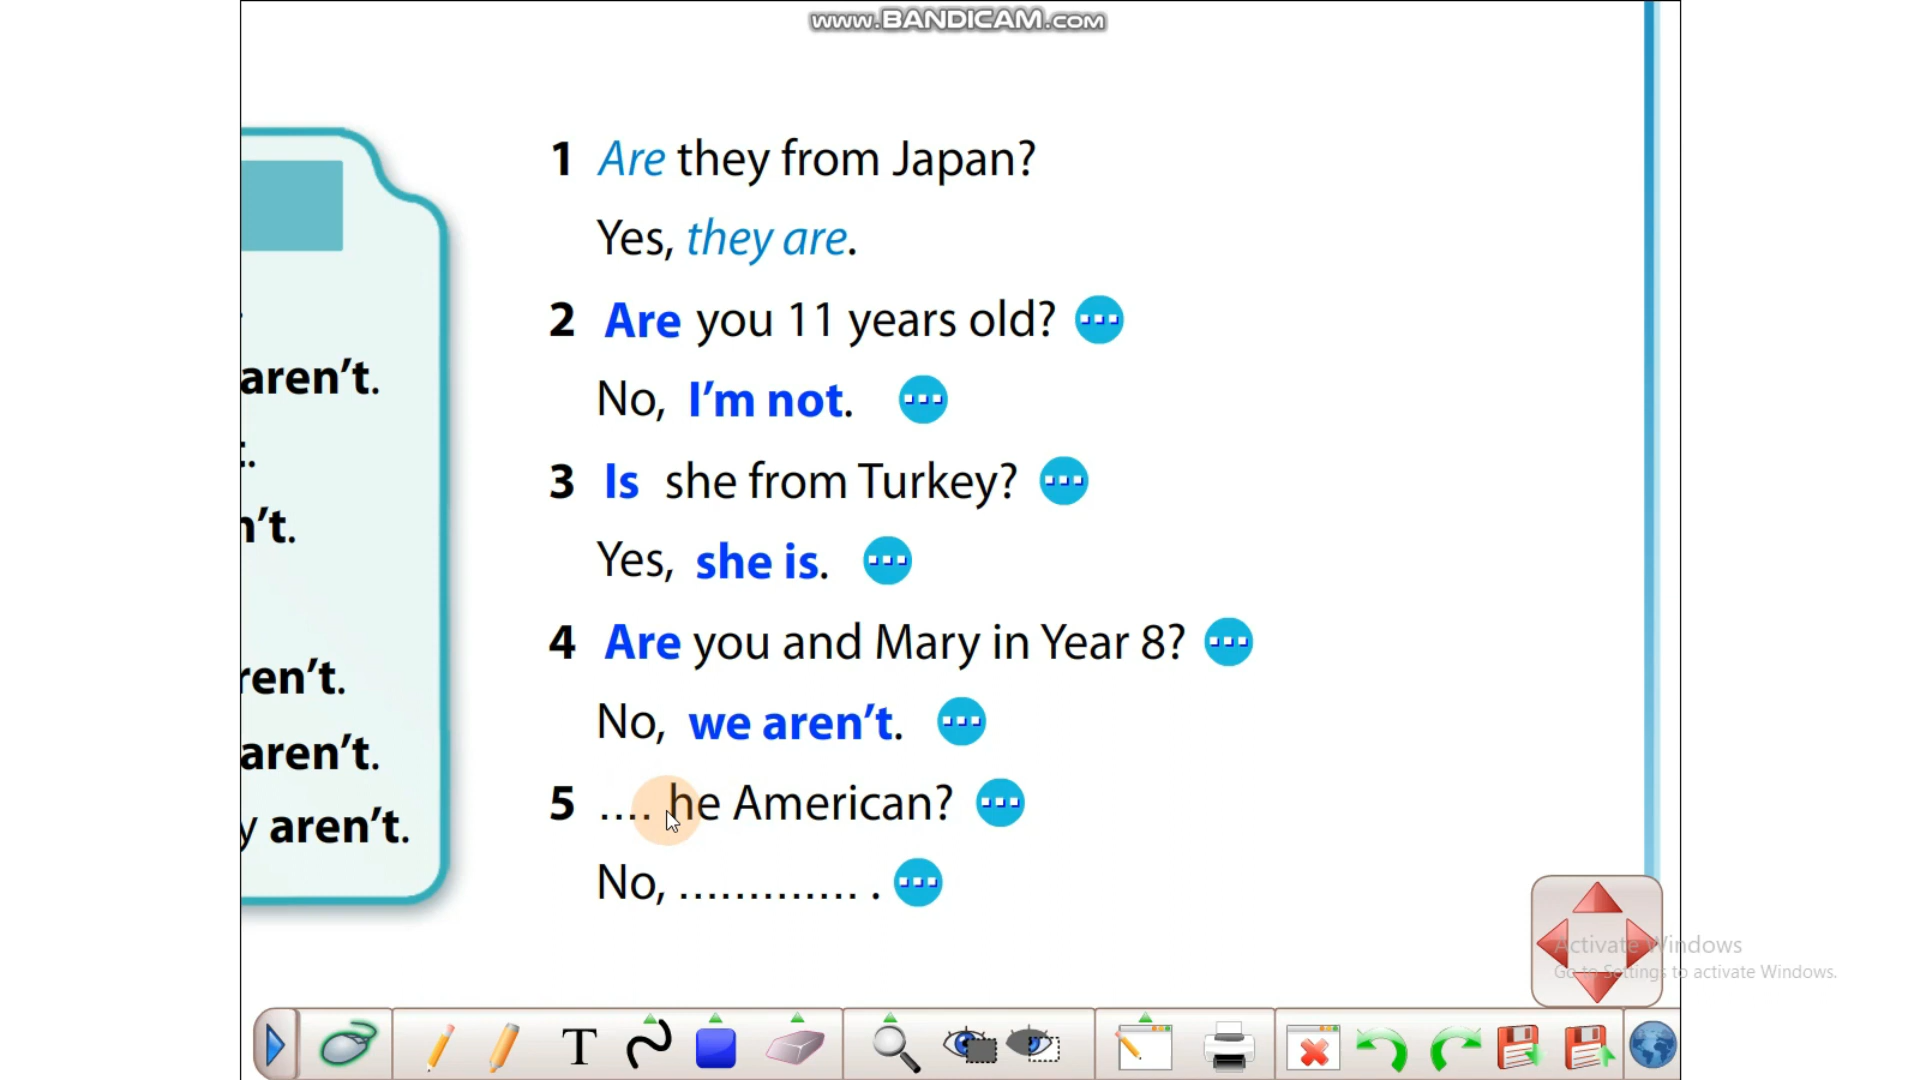 www.BANDICAM.com
1 Are they from Japan?
Yes, they are.
2 Are you 11 years old?
aren't.
No, I'm not.
3 Is she from Turkey?
n't.
Yes, she is.
4 Are you and Mary in Year 8?
ren't.
No, we aren't.
aren't.
5 .... he American?
y aren't.
No, ............. .
Activate Windows
Go to Settings to activate Windows.
T